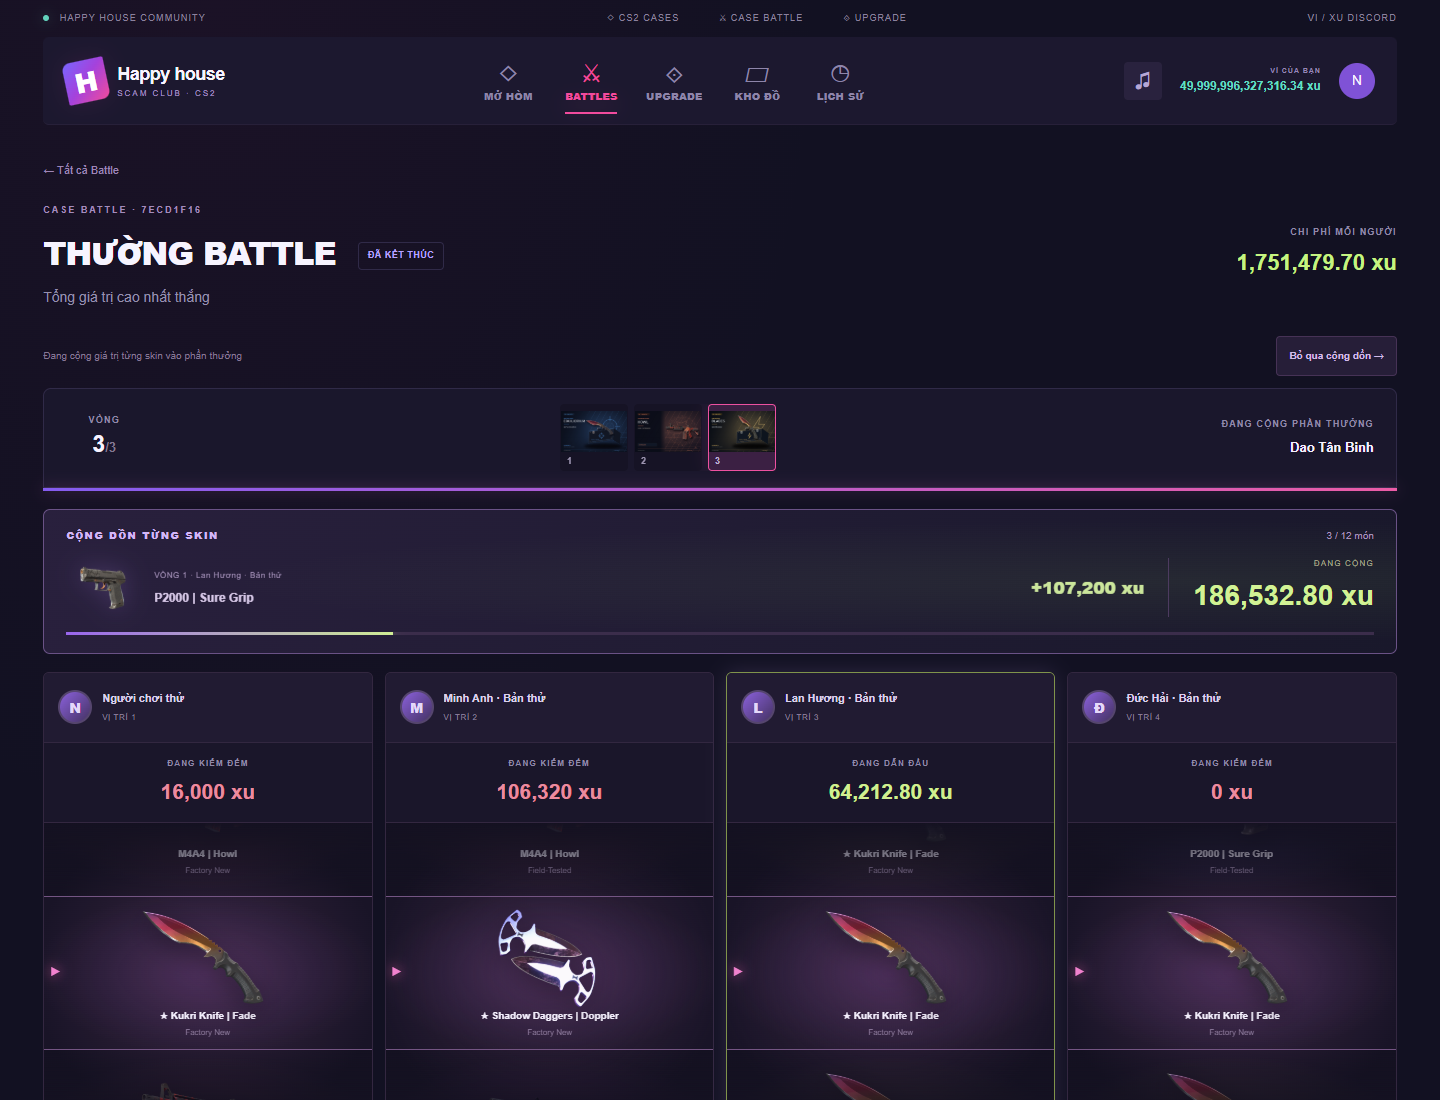 HAPPY HOUSE COMMUNITY
CS2 CASES
CASE BATTLE
UPGRADE
VI / XU DISCORD
H
Happy house
SCAM CLUB · CS2
MỞ HÒM
BATTLES
UPGRADE
KHO ĐỒ
LỊCH SỬ
VÍ CỦA BẠN
49,999,996,327,316.34 xu
N
← Tất cả Battle
CASE BATTLE · 7ECD1F16
THƯỜNG BATTLE
ĐÃ KẾT THÚC
Tổng giá trị cao nhất thắng
CHI PHÍ MỖI NGƯỜI
1,751,479.70 xu
Đang cộng giá trị từng skin vào phần thưởng
Bỏ qua cộng dồn →
VÒNG
3/3
1
2
3
ĐANG CỘNG PHẦN THƯỞNG
Dao Tân Binh
CỘNG DỒN TỪNG SKIN
3 / 12 món
VÒNG 1 · Lan Hương · Bản thử
P2000 | Sure Grip
+107,200 xu
ĐANG CỘNG
186,532.80 xu
N
Người chơi thử
VỊ TRÍ 1
ĐANG KIỂM ĐẾM
16,000 xu
M4A4 | Howl
Factory New
★ Kukri Knife | Fade
Factory New
M
Minh Anh · Bản thử
VỊ TRÍ 2
ĐANG KIỂM ĐẾM
106,320 xu
M4A4 | Howl
Field-Tested
★ Shadow Daggers | Doppler
Factory New
L
Lan Hương · Bản thử
VỊ TRÍ 3
ĐANG DẪN ĐẦU
64,212.80 xu
★ Kukri Knife | Fade
Factory New
★ Kukri Knife | Fade
Factory New
Đ
Đức Hải · Bản thử
VỊ TRÍ 4
ĐANG KIỂM ĐẾM
0 xu
P2000 | Sure Grip
Field-Tested
★ Kukri Knife | Fade
Factory New